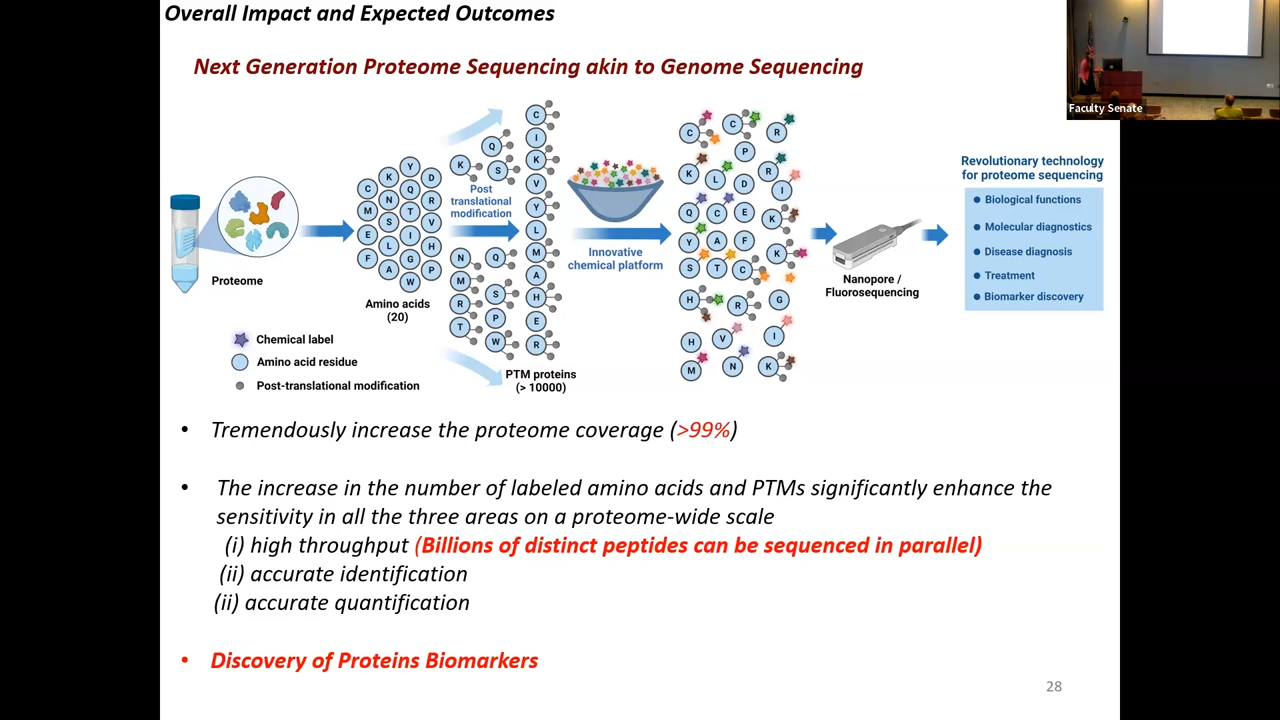 Overall Impact and Expected Outcomes
Next Generation Proteome Sequencing akin to Genome Sequencing
Faculty Senate
Proteome
C
M
E
F
K
N
S
L
A
Y
Q
T
I
G
W
D
R
V
H
P
Amino acids
(20)
K
Q
S
Post
translational
modification
N
Q
M
S
R
P
T
W
C
I
K
V
Y
L
M
A
H
E
R
PTM proteins
(> 10000)
Innovative
chemical platform
C
C
R
P
K
L
D
R
I
Q
C
E
K
Y
A
F
K
S
T
C
H
R
G
H
V
I
M
N
K
Nanopore /
Fluorosequencing
Revolutionary technology
for proteome sequencing
Biological functions
Molecular diagnostics
Disease diagnosis
Treatment
Biomarker discovery
Chemical label
Amino acid residue
Post-translational modification
• Tremendously increase the proteome coverage (>99%)
• The increase in the number of labeled amino acids and PTMs significantly enhance the
sensitivity in all the three areas on a proteome-wide scale
(i) high throughput (Billions of distinct peptides can be sequenced in parallel)
(ii) accurate identification
(ii) accurate quantification
• Discovery of Proteins Biomarkers
28